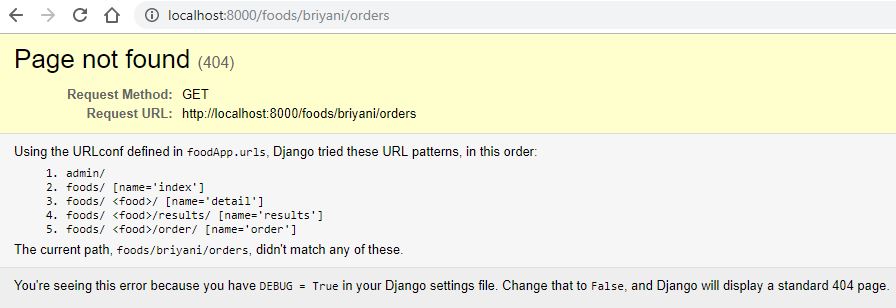 localhost:8000/foods/briyani/orders
Page not found (404)
Request Method: GET
Request URL: http://localhost:8000/foods/briyani/orders
Using the URLconf defined in foodApp.urls, Django tried these URL patterns, in this order:
1. admin/
2. foods/ [name='index']
3. foods/ <food>/ [name='detail']
4. foods/ <food>/results/ [name='results']
5. foods/ <food>/order/ [name='order']
The current path, foods/briyani/orders, didn't match any of these.
You're seeing this error because you have DEBUG = True in your Django settings file. Change that to False, and Django will display a standard 404 page.